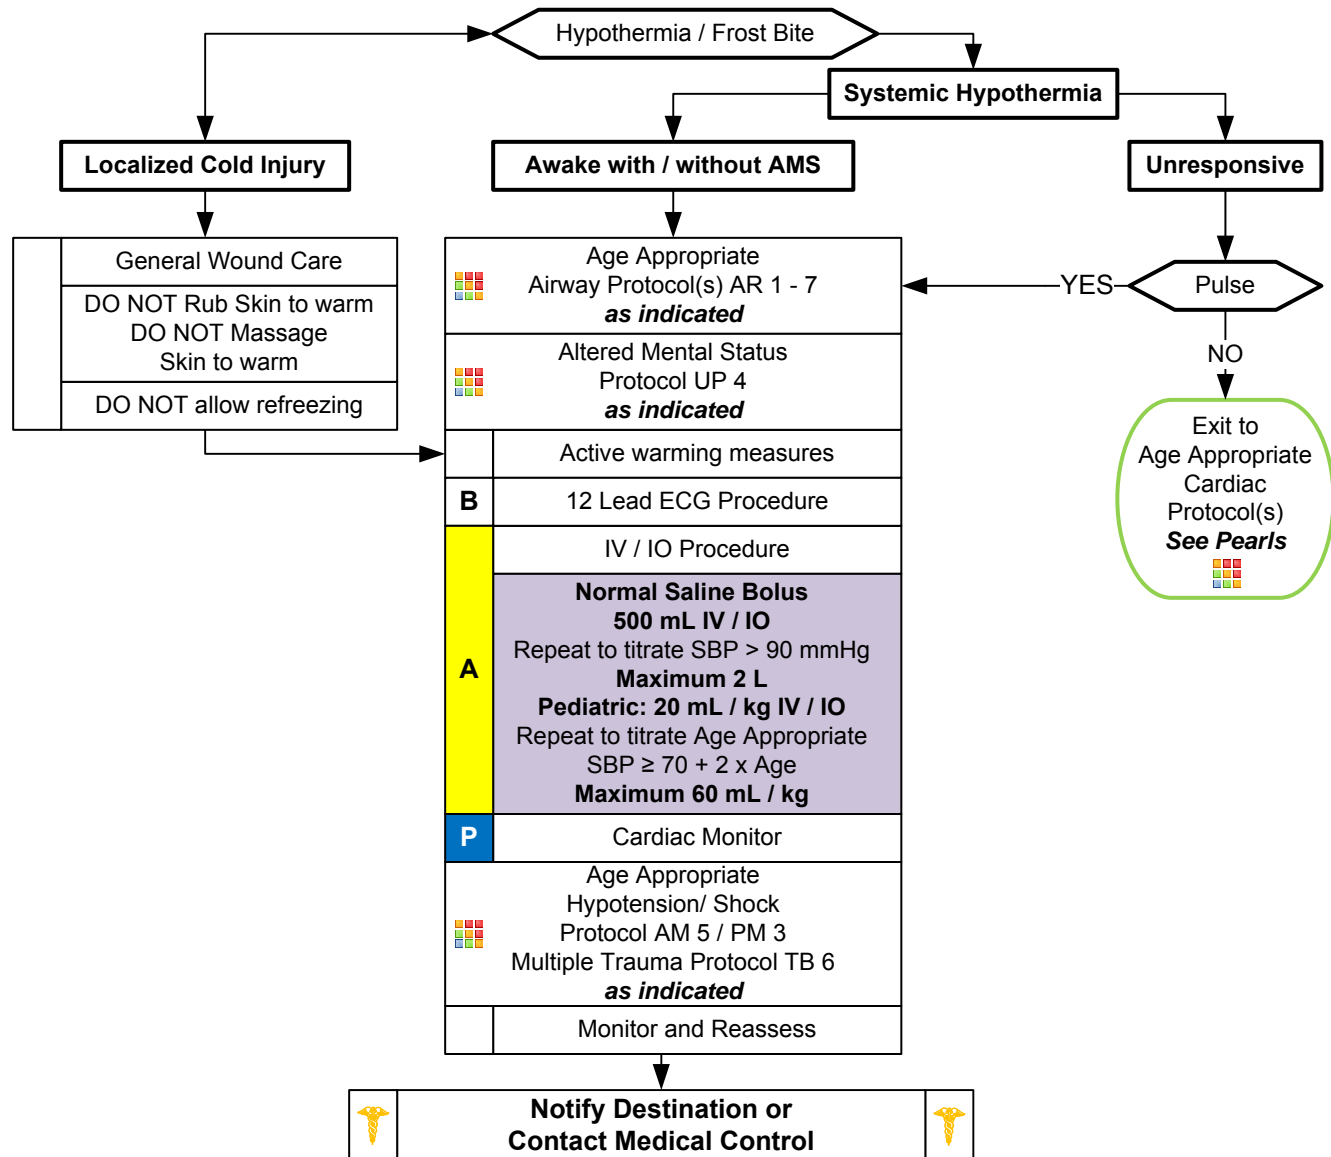 Hypothermia / Frost Bite
Systemic Hypothermia
Localized Cold Injury
Awake with / without AMS
Unresponsive
General Wound Care
DO NOT Rub Skin to warm
DO NOT Massage
Skin to warm
DO NOT allow refreezing
Age Appropriate
Airway Protocol(s) AR 1 - 7
as indicated
Altered Mental Status
Protocol UP 4
as indicated
Active warming measures
B
12 Lead ECG Procedure
A
IV / IO Procedure
Normal Saline Bolus
500 mL IV / IO
Repeat to titrate SBP > 90 mmHg
Maximum 2 L
Pediatric: 20 mL / kg IV / IO
Repeat to titrate Age Appropriate
SBP ≥ 70 + 2 x Age
Maximum 60 mL / kg
P
Cardiac Monitor
Age Appropriate
Hypotension/ Shock
Protocol AM 5 / PM 3
Multiple Trauma Protocol TB 6
as indicated
Monitor and Reassess
YES
Pulse
NO
Exit to
Age Appropriate
Cardiac
Protocol(s)
See Pearls
Notify Destination or
Contact Medical Control